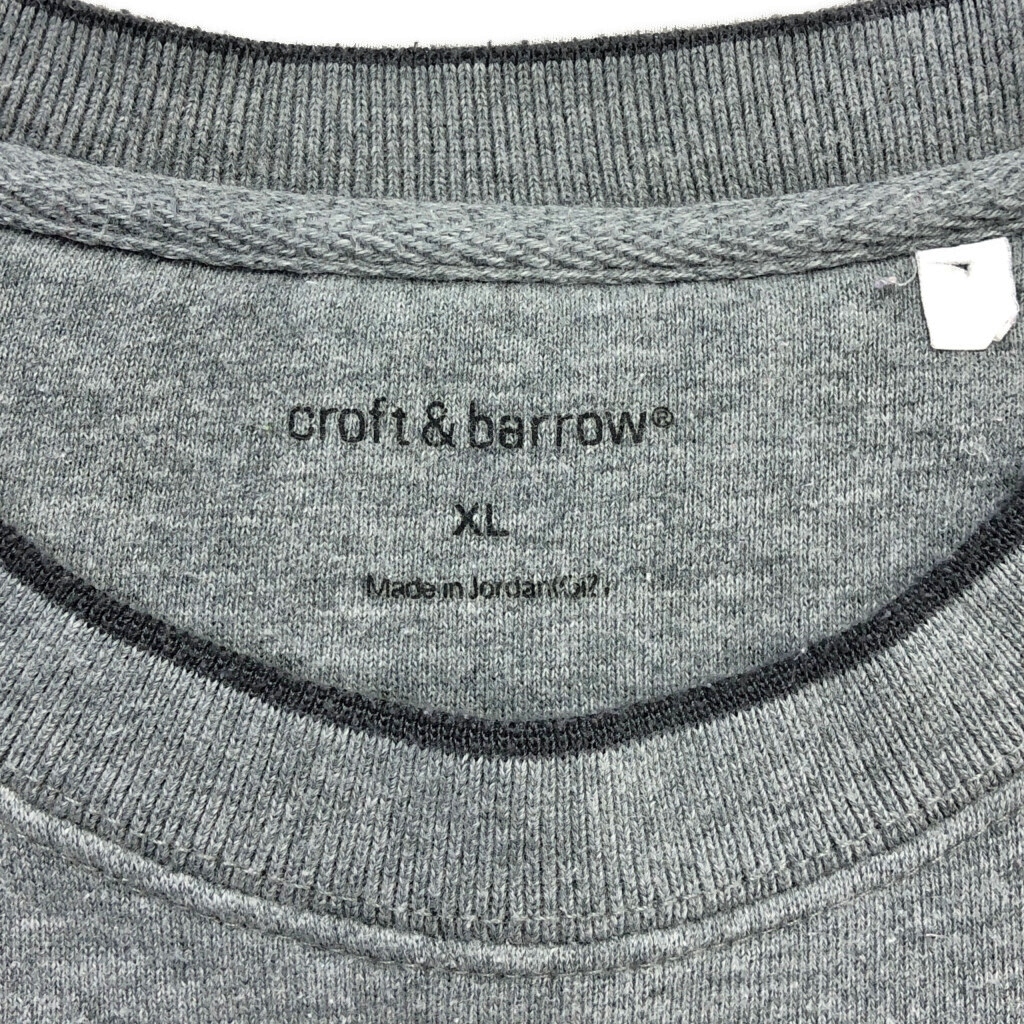 croft & barrow®
XL
Made in Jordan